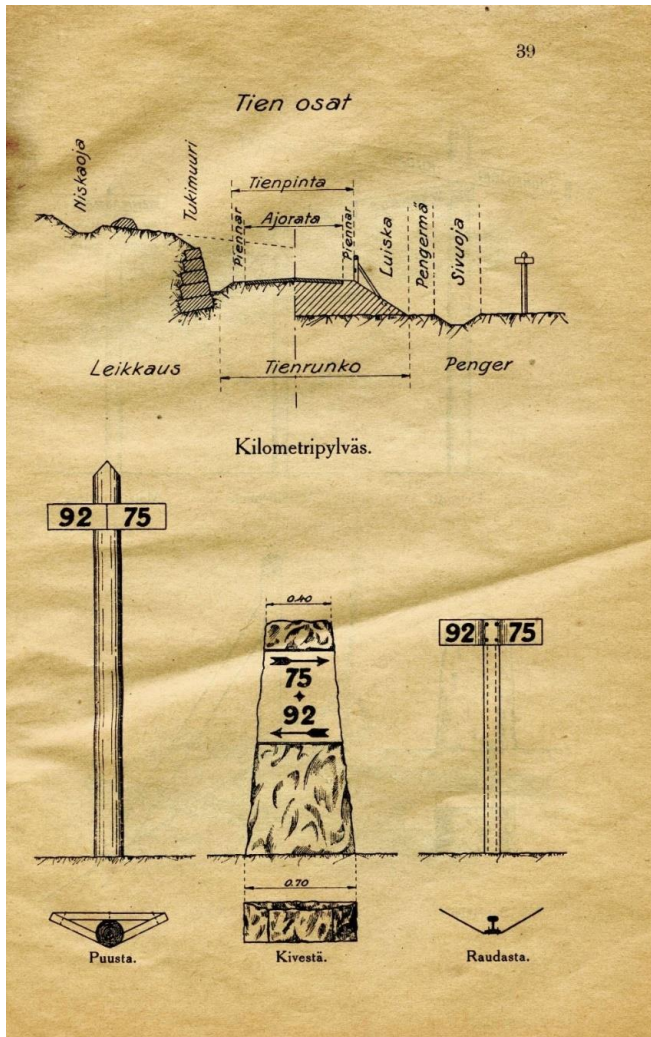 39
Tien osat
Niskaoja
Tukimuuri
Tienpinta
Ajorata
Piennar
Piennar
Luiska
Pengermä
Sivuoja
Leikkaus
Tienrunko
Penger
Kilometripylväs.
92 75
0.40
75
92
92 75
0.70
Puusta.
Kivestä.
Raudasta.